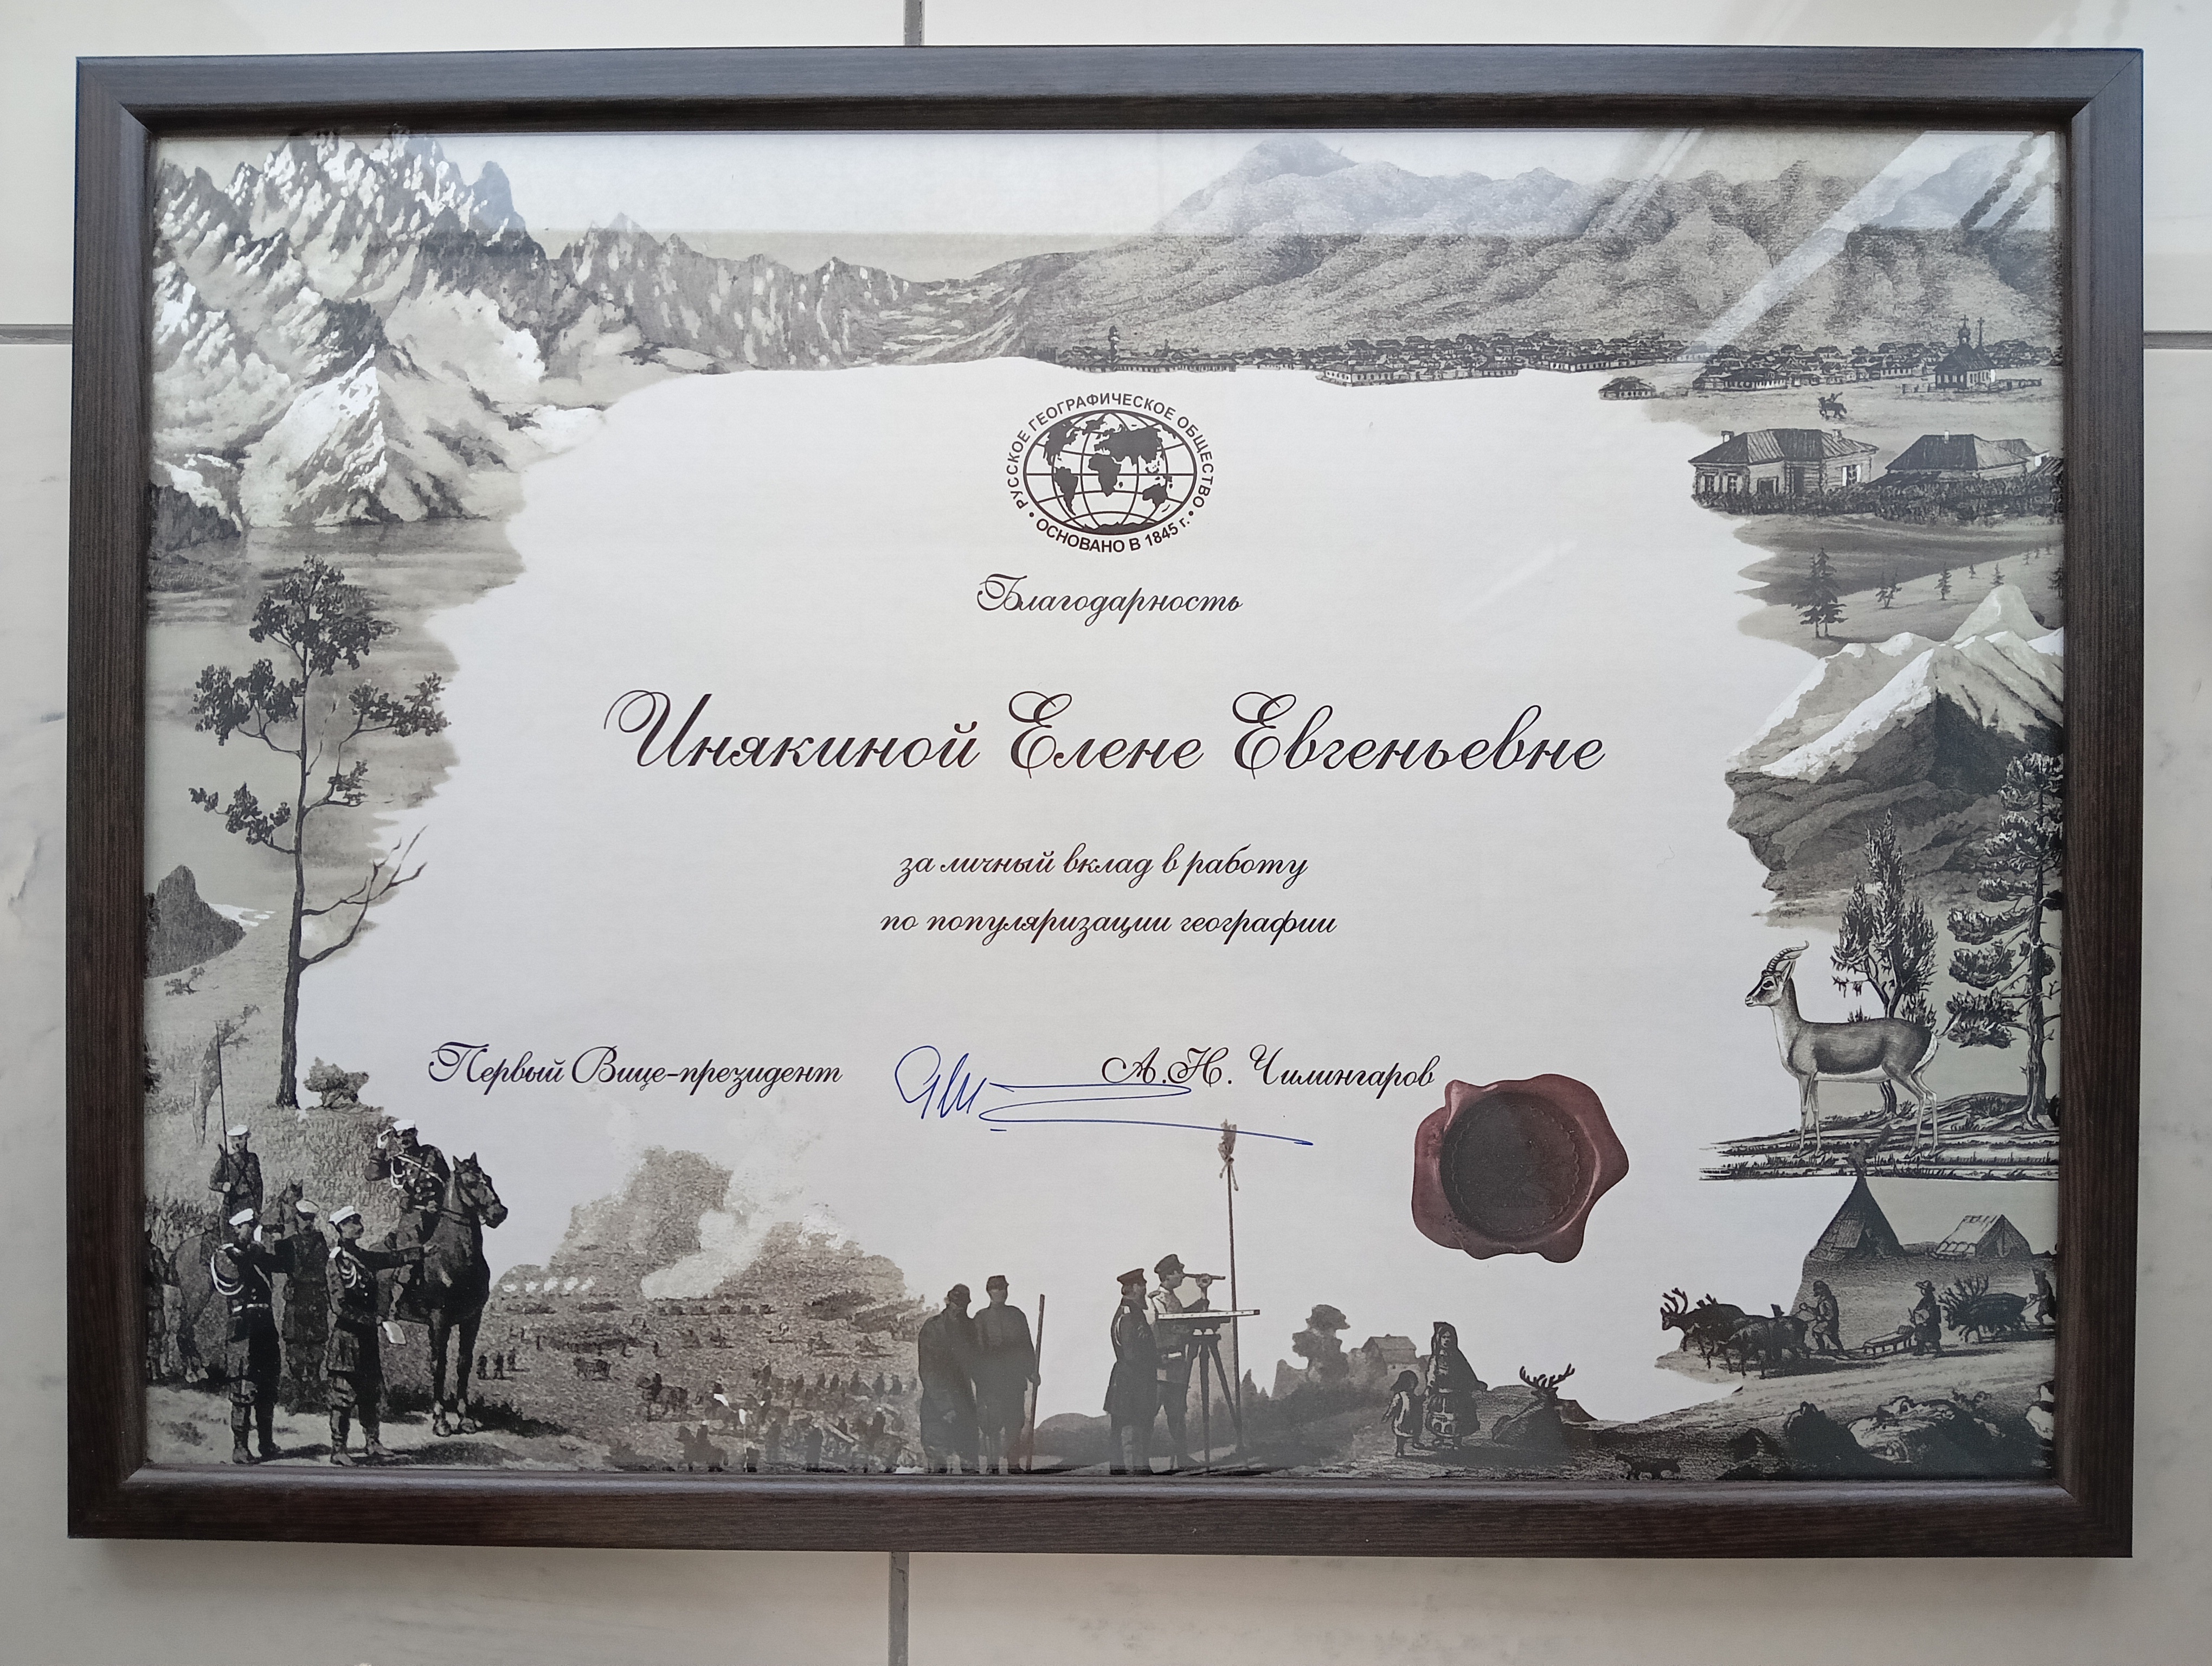 РУССКОЕ ГЕОГРАФИЧЕСКОЕ ОБЩЕСТВО
• ОСНОВАНО В 1845 г. •
Благодарность
Инякиной Елене Евгеньевне
за личный вклад в работу
по популяризации географии
Первый Вице-президент А.Н. Чилингаров